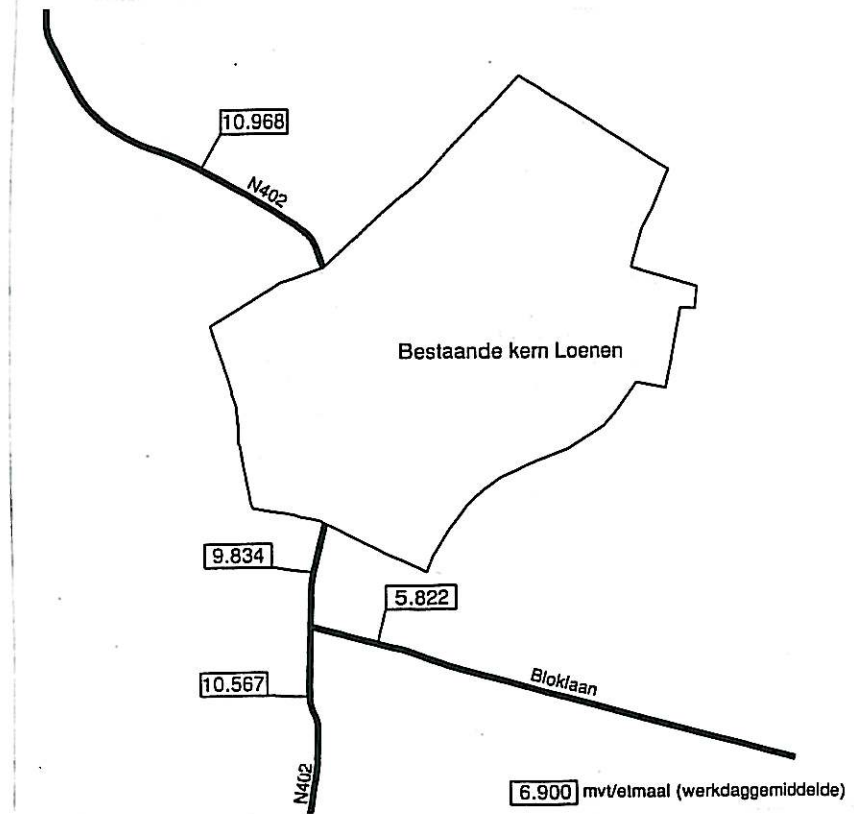 10.968
N402
Bestaande kern Loenen
9.834
5.822
10.567
Bloklaan
N402
6.900 mvt/etmaal (werkdaggemiddelde)